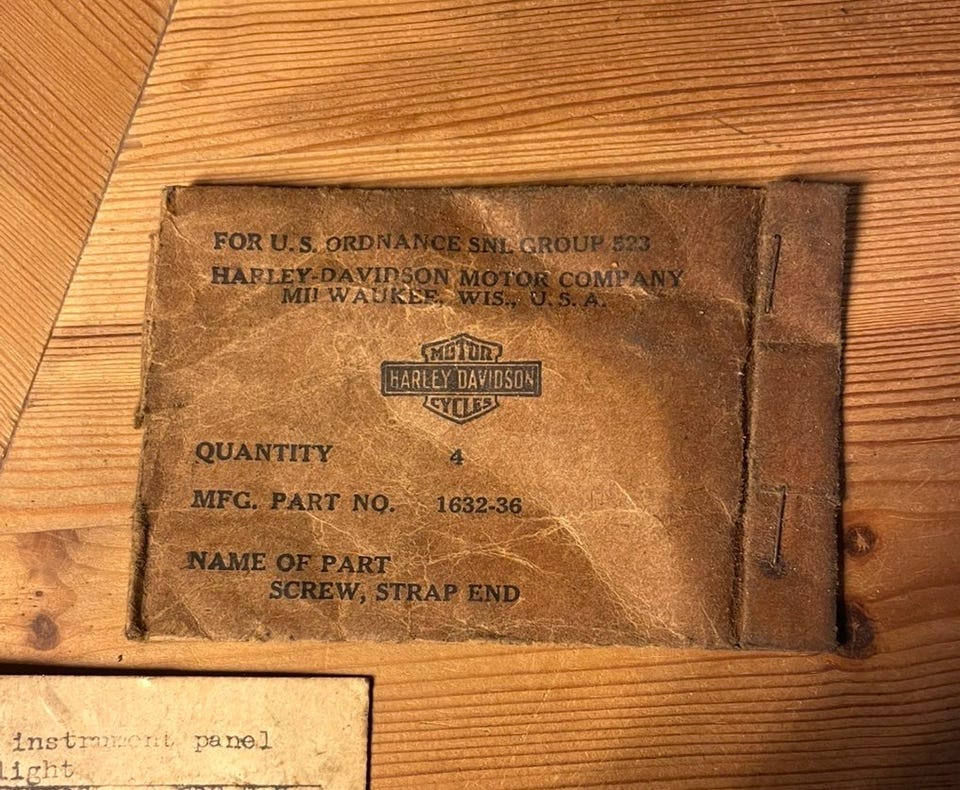 FOR U.S. ORDNANCE SNL GROUP 523
HARLEY-DAVIDSON MOTOR COMPANY
MILWAUKEE, WIS., U.S.A.
MOTOR
HARLEY-DAVIDSON
CYCLES
QUANTITY 4
MFG. PART NO. 1632-36
NAME OF PART
SCREW, STRAP END
instrument panel
light